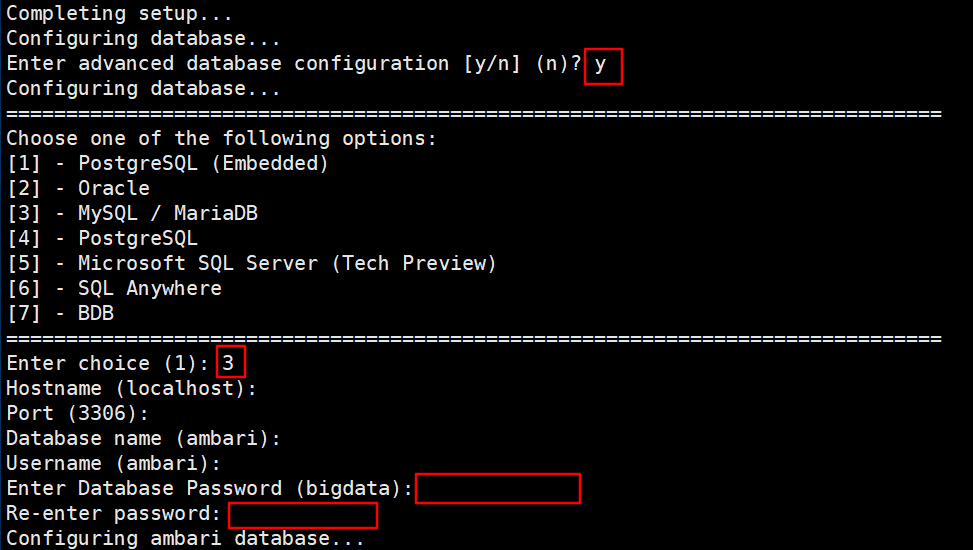 Completing setup...
Configuring database...
Enter advanced database configuration [y/n] (n)? y
Configuring database...
==============================================================================
Choose one of the following options:
[1] - PostgreSQL (Embedded)
[2] - Oracle
[3] - MySQL / MariaDB
[4] - PostgreSQL
[5] - Microsoft SQL Server (Tech Preview)
[6] - SQL Anywhere
[7] - BDB
==============================================================================
Enter choice (1): 3
Hostname (localhost):
Port (3306):
Database name (ambari):
Username (ambari):
Enter Database Password (bigdata):
Re-enter password:
Configuring ambari database...